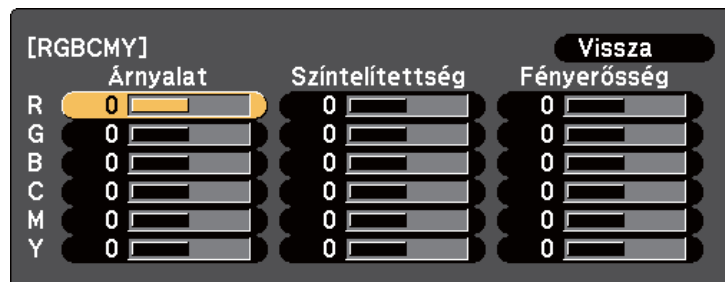 [RGBCMY] Vissza
Árnyalat Színtelítettség Fényerősség
R 0 0 0
G 0 0 0
B 0 0 0
C 0 0 0
M 0 0 0
Y 0 0 0